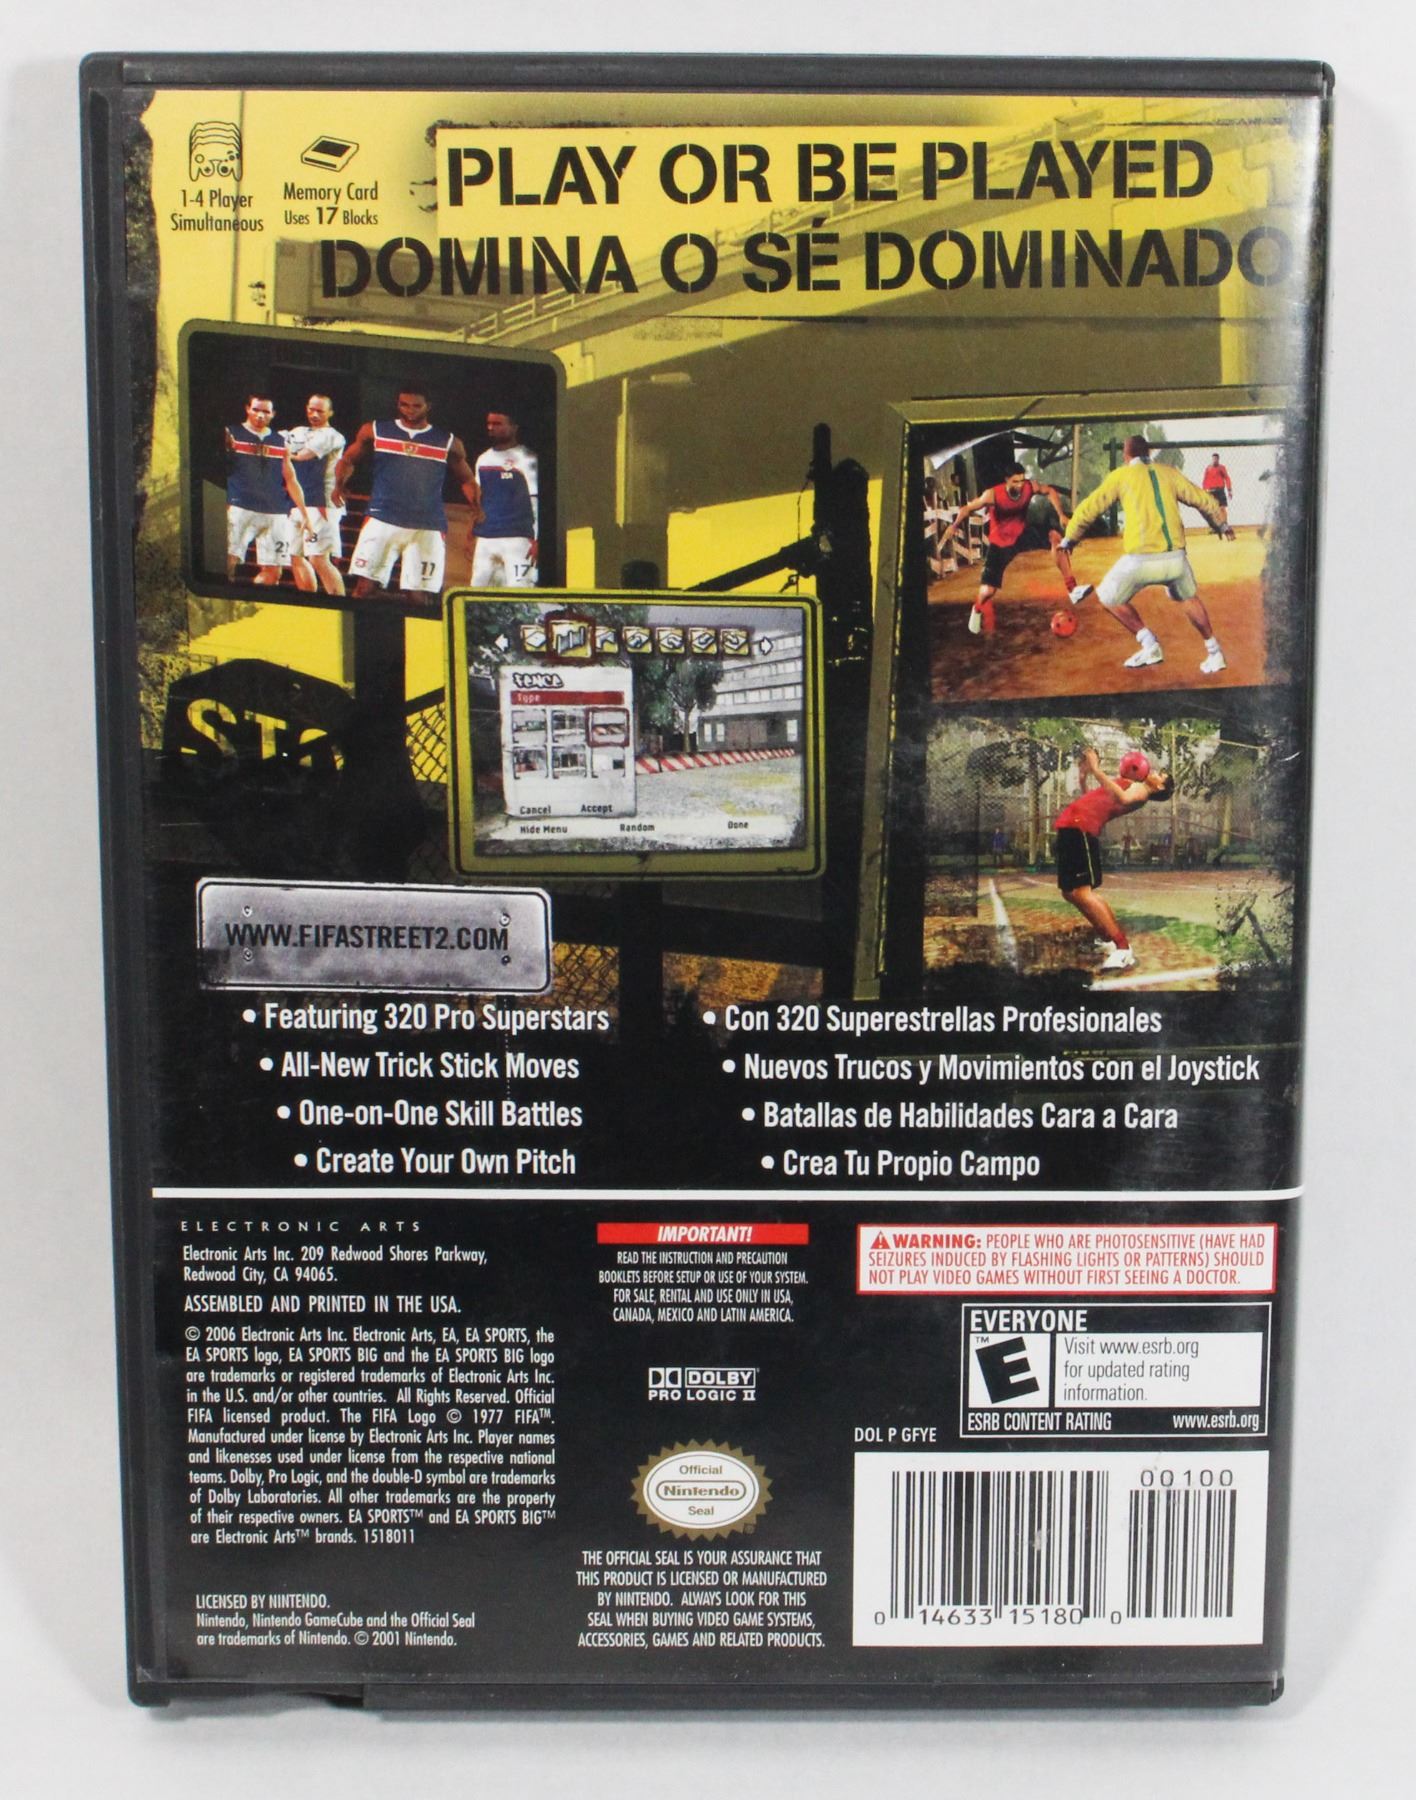 1-4 Player
Simultaneous
Memory Card
Uses 17 Blocks
PLAY OR BE PLAYED
DOMINA O SÉ DOMINADO
USA
11
17
STO
FENCE
Type
Cancel Accept
Hide Menu Random Done
WWW.FIFASTREET2.COM
• Featuring 320 Pro Superstars
• All-New Trick Stick Moves
• One-on-One Skill Battles
• Create Your Own Pitch
• Con 320 Superestrellas Profesionales
• Nuevos Trucos y Movimientos con el Joystick
• Batallas de Habilidades Cara a Cara
• Crea Tu Propio Campo
ELECTRONIC ARTS
Electronic Arts Inc. 209 Redwood Shores Parkway,
Redwood City, CA 94065.
ASSEMBLED AND PRINTED IN THE USA.
© 2006 Electronic Arts Inc. Electronic Arts, EA, EA SPORTS, the
EA SPORTS logo, EA SPORTS BIG and the EA SPORTS BIG logo
are trademarks or registered trademarks of Electronic Arts Inc.
in the U.S. and/or other countries. All Rights Reserved. Official
FIFA licensed product. The FIFA Logo © 1977 FIFA™.
Manufactured under license by Electronic Arts Inc. Player names
and likenesses used under license from the respective national
teams. Dolby, Pro Logic, and the double-D symbol are trademarks
of Dolby Laboratories. All other trademarks are the property
of their respective owners. EA SPORTS™ and EA SPORTS BIG™
are Electronic Arts™ brands. 1518011
LICENSED BY NINTENDO.
Nintendo, Nintendo GameCube and the Official Seal
are trademarks of Nintendo. © 2001 Nintendo.
IMPORTANT!
READ THE INSTRUCTION AND PRECAUTION
BOOKLETS BEFORE SETUP OR USE OF YOUR SYSTEM.
FOR SALE, RENTAL AND USE ONLY IN USA,
CANADA, MEXICO AND LATIN AMERICA.
DOLBY
PRO LOGIC II
Official
Nintendo
Seal
®
THE OFFICIAL SEAL IS YOUR ASSURANCE THAT
THIS PRODUCT IS LICENSED OR MANUFACTURED
BY NINTENDO. ALWAYS LOOK FOR THIS
SEAL WHEN BUYING VIDEO GAME SYSTEMS,
ACCESSORIES, GAMES AND RELATED PRODUCTS.
WARNING: PEOPLE WHO ARE PHOTOSENSITIVE (HAVE HAD
SEIZURES INDUCED BY FLASHING LIGHTS OR PATTERNS) SHOULD
NOT PLAY VIDEO GAMES WITHOUT FIRST SEEING A DOCTOR.
EVERYONE
™
E
Visit www.esrb.org
for updated rating
information.
ESRB CONTENT RATING www.esrb.org
DOL P GFYE
00100
0 14633 15180 0